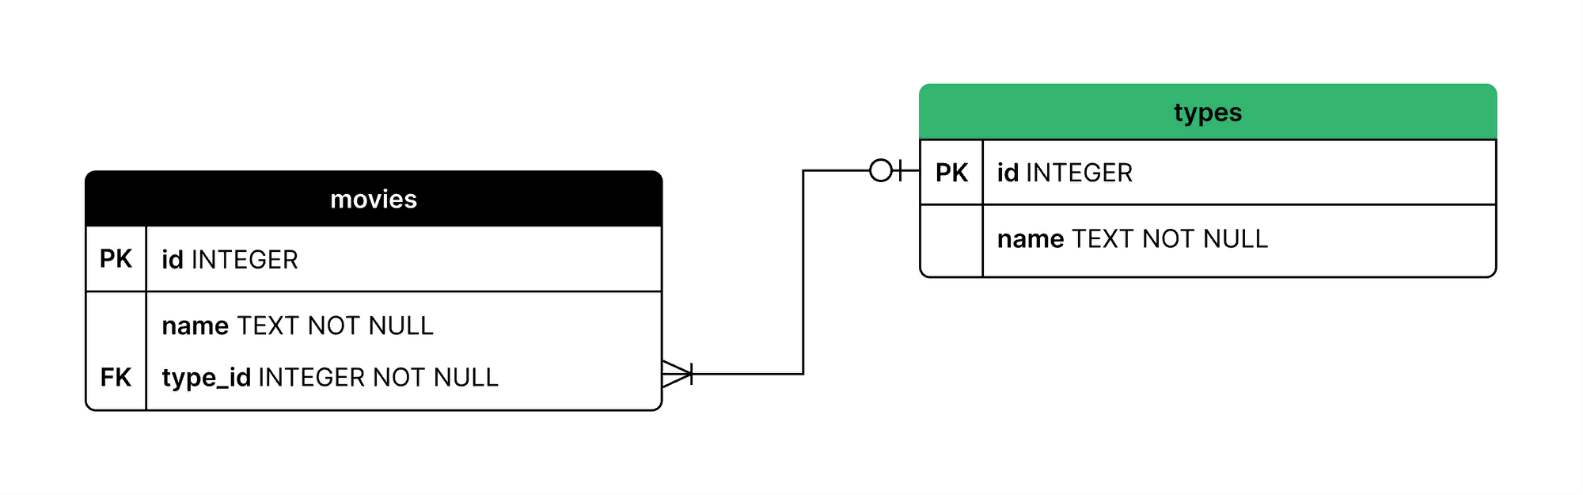 movies
PK id INTEGER
name TEXT NOT NULL
FK type_id INTEGER NOT NULL
types
PK id INTEGER
name TEXT NOT NULL